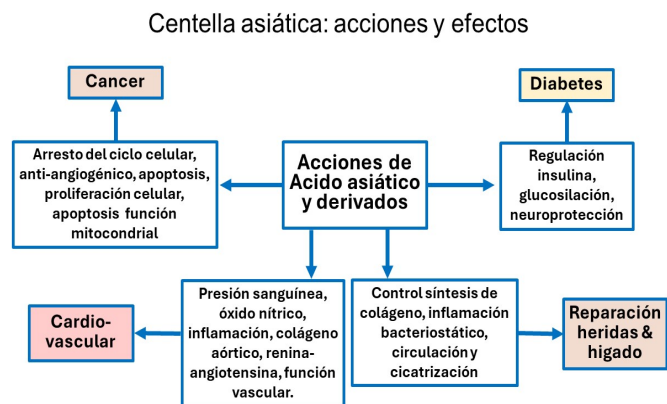 Centella asiática: acciones y efectos
Cancer
Diabetes
Arresto del ciclo celular,
anti-angiogénico, apoptosis,
proliferación celular,
apoptosis función
mitocondrial
Acciones de
Acido asiático
y derivados
Regulación
insulina,
glucosilación,
neuroprotección
Cardio-
vascular
Presión sanguínea,
óxido nítrico,
inflamación, colágeno
aórtico, renina-
angiotensina, función
vascular.
Control síntesis de
colágeno, inflamación
bacteriostático,
circulación y
cicatrización
Reparación
heridas &
higado